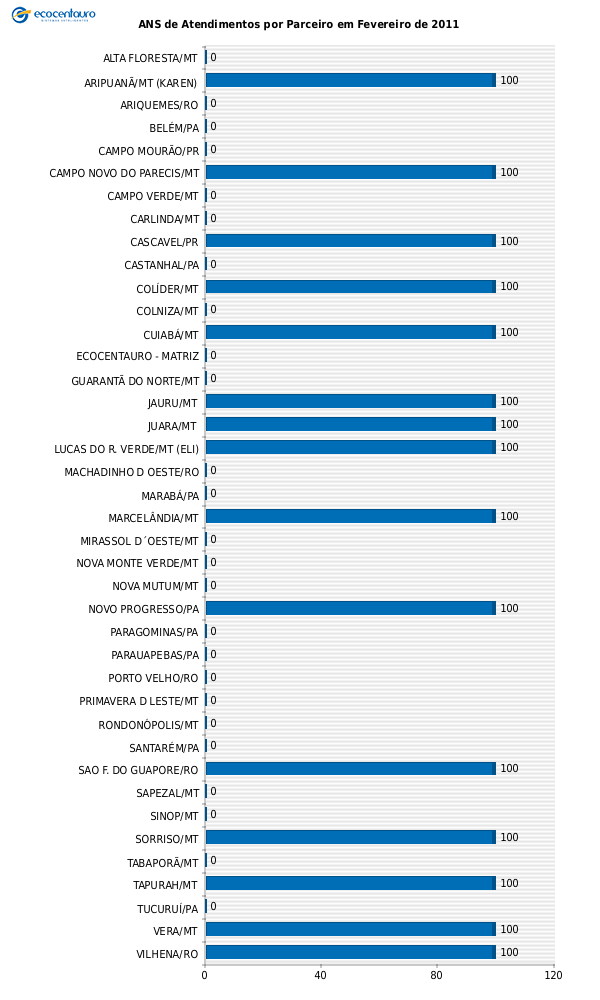 ecocentauro
ANS de Atendimentos por Parceiro em Fevereiro de 2011
ALTA FLORESTA/MT 0
ARIPUANÃ/MT (KAREN) 100
ARIQUEMES/RO 0
BELÉM/PA 0
CAMPO MOURÃO/PR 0
CAMPO NOVO DO PARECIS/MT 100
CAMPO VERDE/MT 0
CARLINDA/MT 0
CASCAVEL/PR 100
CASTANHAL/PA 0
COLÍDER/MT 100
COLNIZA/MT 0
CUIABÁ/MT 100
ECOCENTAURO - MATRIZ 0
GUARANTÃ DO NORTE/MT 0
JAURU/MT 100
JUARA/MT 100
LUCAS DO R. VERDE/MT (ELI) 100
MACHADINHO D OESTE/RO 0
MARABÁ/PA 0
MARCELÂNDIA/MT 100
MIRASSOL D´OESTE/MT 0
NOVA MONTE VERDE/MT 0
NOVA MUTUM/MT 0
NOVO PROGRESSO/PA 100
PARAGOMINAS/PA 0
PARAUAPEBAS/PA 0
PORTO VELHO/RO 0
PRIMAVERA D LESTE/MT 0
RONDONÓPOLIS/MT 0
SANTARÉM/PA 0
SAO F. DO GUAPORE/RO 100
SAPEZAL/MT 0
SINOP/MT 0
SORRISO/MT 100
TABAPORÃ/MT 0
TAPURAH/MT 100
TUCURUÍ/PA 0
VERA/MT 100
VILHENA/RO 100
0 40 80 120